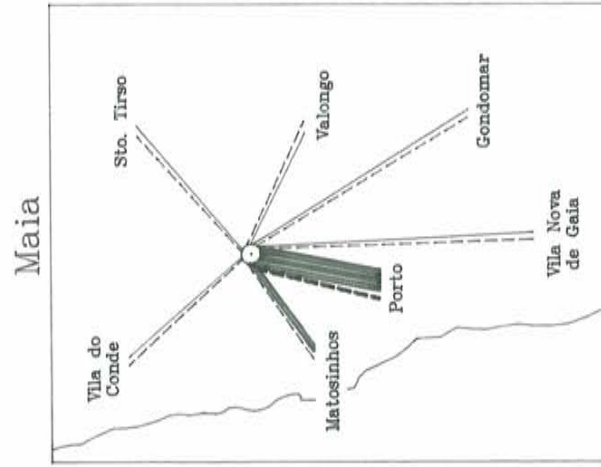 Maia
Sto. Tirso
Vila do
Conde
Valongo
Gondomar
Matosinhos
Porto
Vila Nova
de Gaia